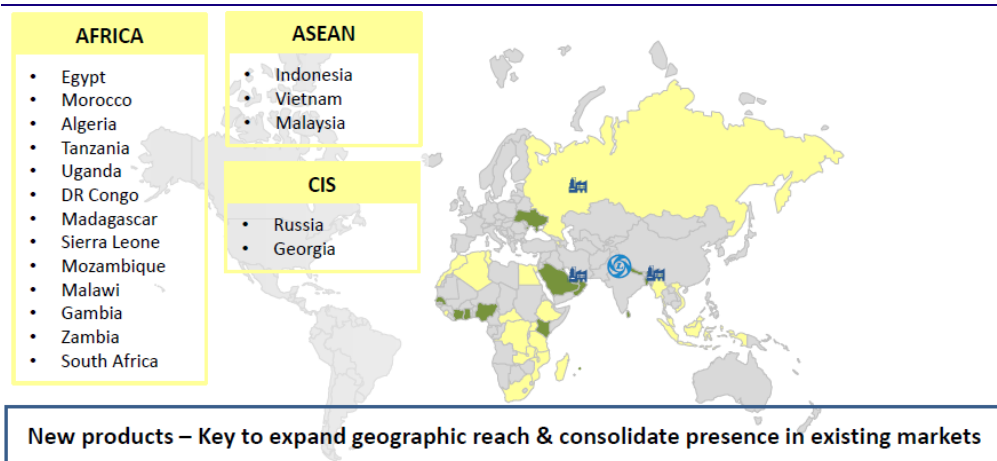 AFRICA
• Egypt
• Morocco
• Algeria
• Tanzania
• Uganda
• DR Congo
• Madagascar
• Sierra Leone
• Mozambique
• Malawi
• Gambia
• Zambia
• South Africa
ASEAN
• Indonesia
• Vietnam
• Malaysia
CIS
• Russia
• Georgia
New products – Key to expand geographic reach & consolidate presence in existing markets